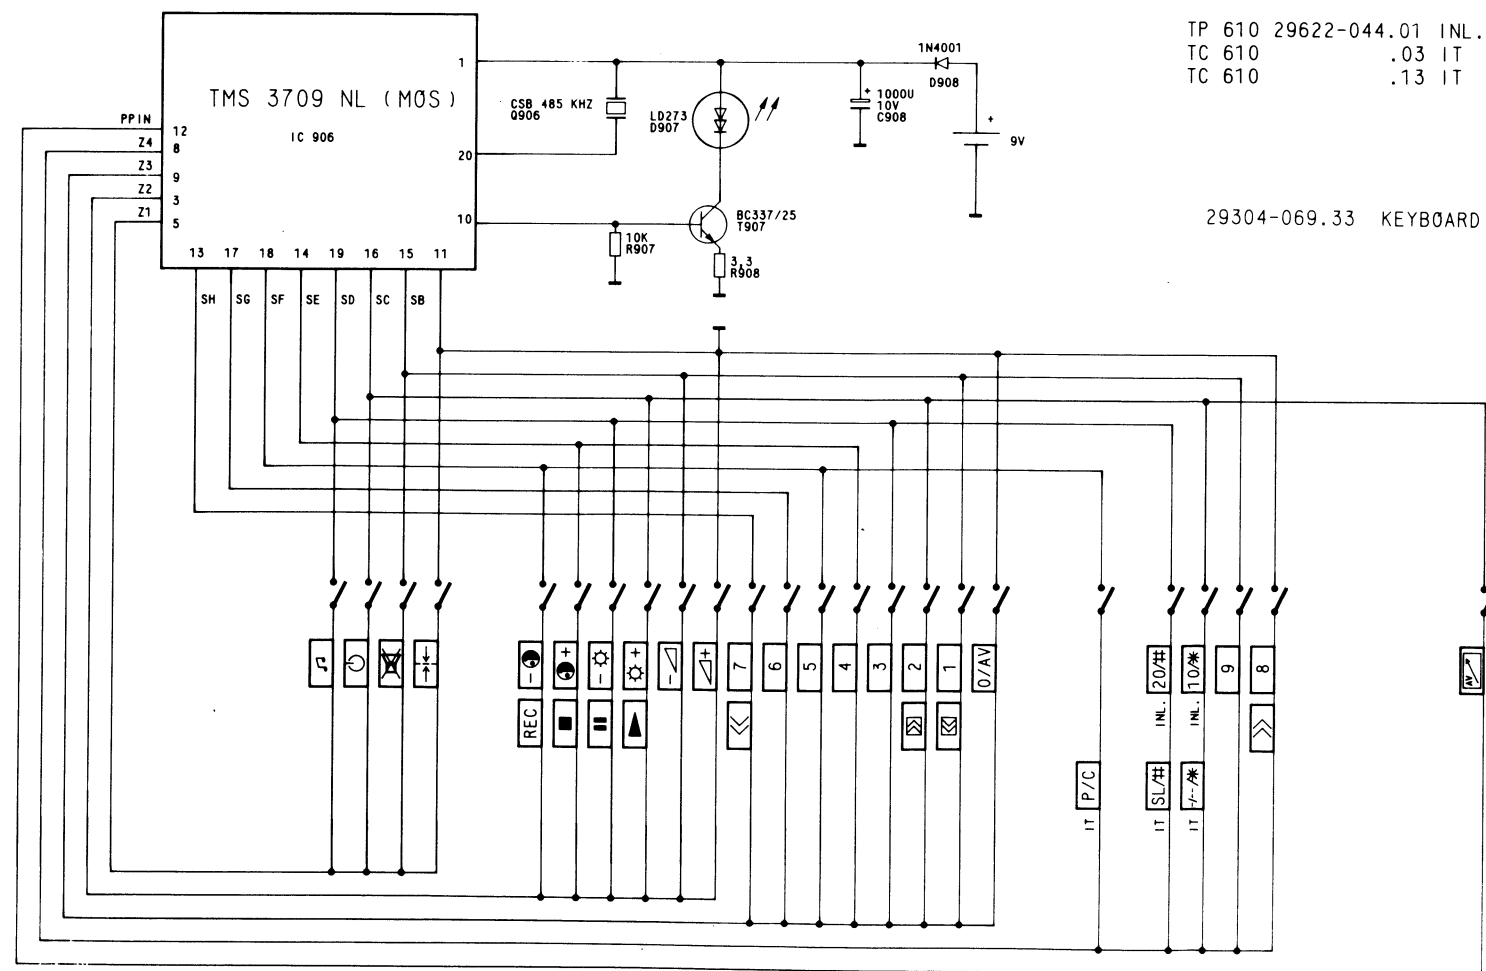 TP 610 29622-044.01 INL.
TC 610 .03 IT
TC 610 .13 IT
29304-069.33 KEYBOARD
TMS 3709 NL (MOS)
IC 906
PPIN
Z4
Z3
Z2
Z1
12
8
9
3
5
1
20
10
13 17 18 14 19 16 15 11
SH SG SF SE SD SC SB
CSB 485 KHZ
Q906
LD273
D907
1N4001
D908
+ 1000U
10V
C908
+
9V
BC337/25
T907
10K
R907
3,3
R908
- + - + - + 7 6 5 4 3 2 1 0/AV
REC
P/C
IT
20/# 10/* 9 8
INL. INL.
SL/# -/--/*
IT IT
AV